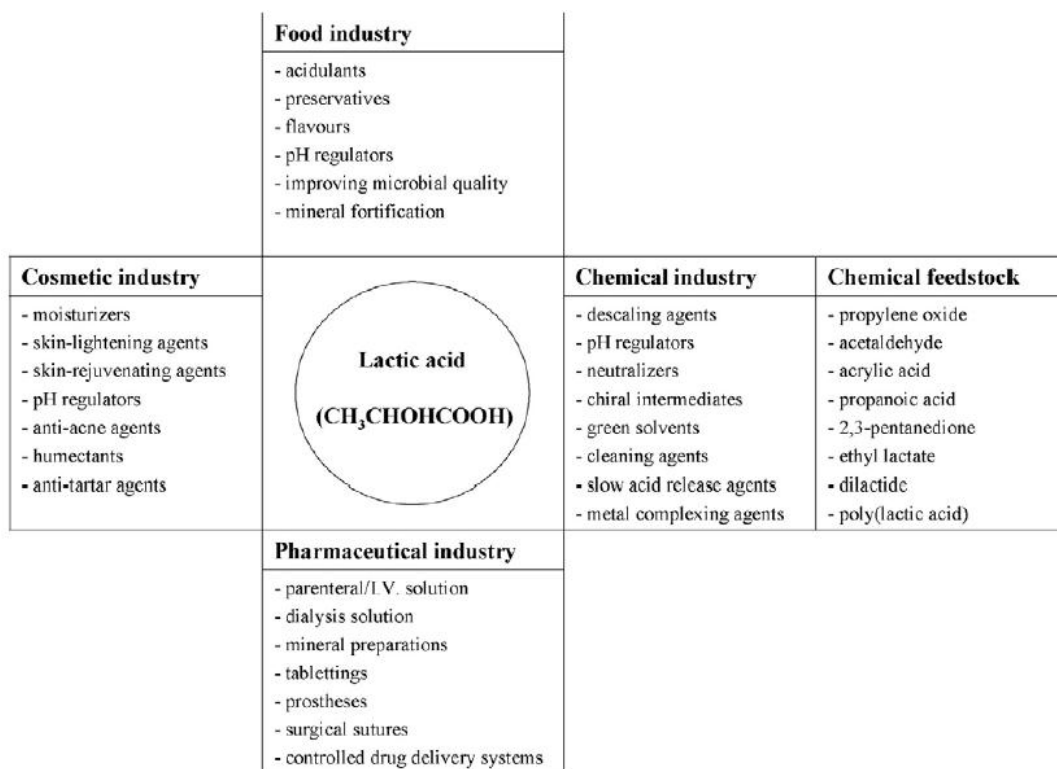 Food industry
- acidulants
- preservatives
- flavours
- pH regulators
- improving microbial quality
- mineral fortification
Cosmetic industry
- moisturizers
- skin-lightening agents
- skin-rejuvenating agents
- pH regulators
- anti-acne agents
- humectants
- anti-tartar agents
Lactic acid
(CH₃CHOHCOOH)
Chemical industry
- descaling agents
- pH regulators
- neutralizers
- chiral intermediates
- green solvents
- cleaning agents
- slow acid release agents
- metal complexing agents
Chemical feedstock
- propylene oxide
- acetaldehyde
- acrylic acid
- propanoic acid
- 2,3-pentanedione
- ethyl lactate
- dilactide
- poly(lactic acid)
Pharmaceutical industry
- parenteral/I.V. solution
- dialysis solution
- mineral preparations
- tablettings
- prostheses
- surgical sutures
- controlled drug delivery systems